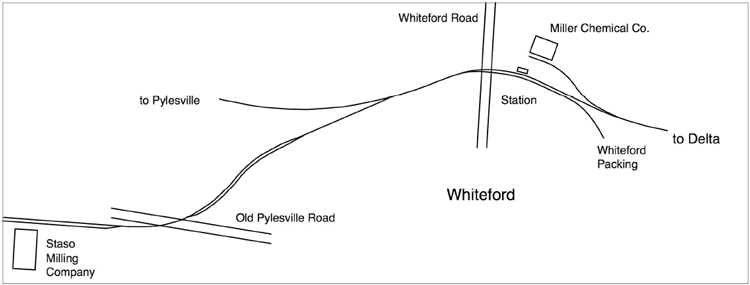 Whiteford Road
Miller Chemical Co.
to Pylesville
Station
to Delta
Whiteford
Packing
Whiteford
Old Pylesville Road
Staso
Milling
Company